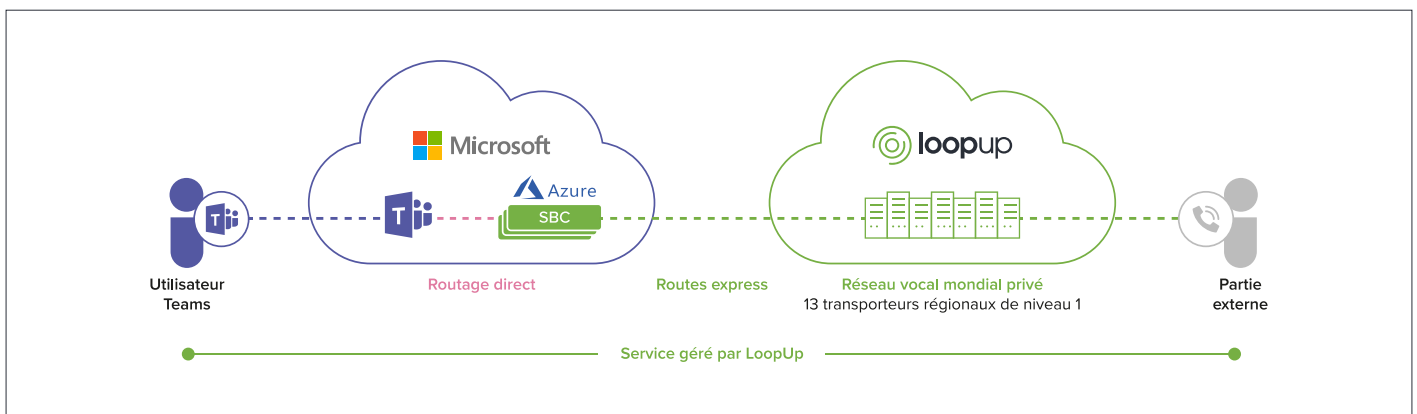 Microsoft
loopup
Azure
T
T
SBC
Utilisateur
Teams
Routage direct
Routes express
Réseau vocal mondial privé
13 transporteurs régionaux de niveau 1
Partie
externe
Service géré par LoopUp